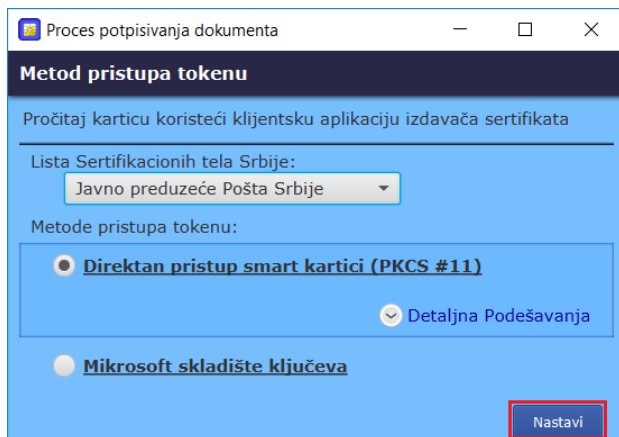 Proces potpisivanja dokumenta
Metod pristupa tokenu
Pročitaj karticu koristeći klijentsku aplikaciju izdavača sertifikata
Lista Sertifikacionih tela Srbije:
Javno preduzeće Pošta Srbije
Metode pristupa tokenu:
Direktan pristup smart kartici (PKCS #11)
Detaljna Podešavanja
Mikrosoft skladište ključeva
Nastavi